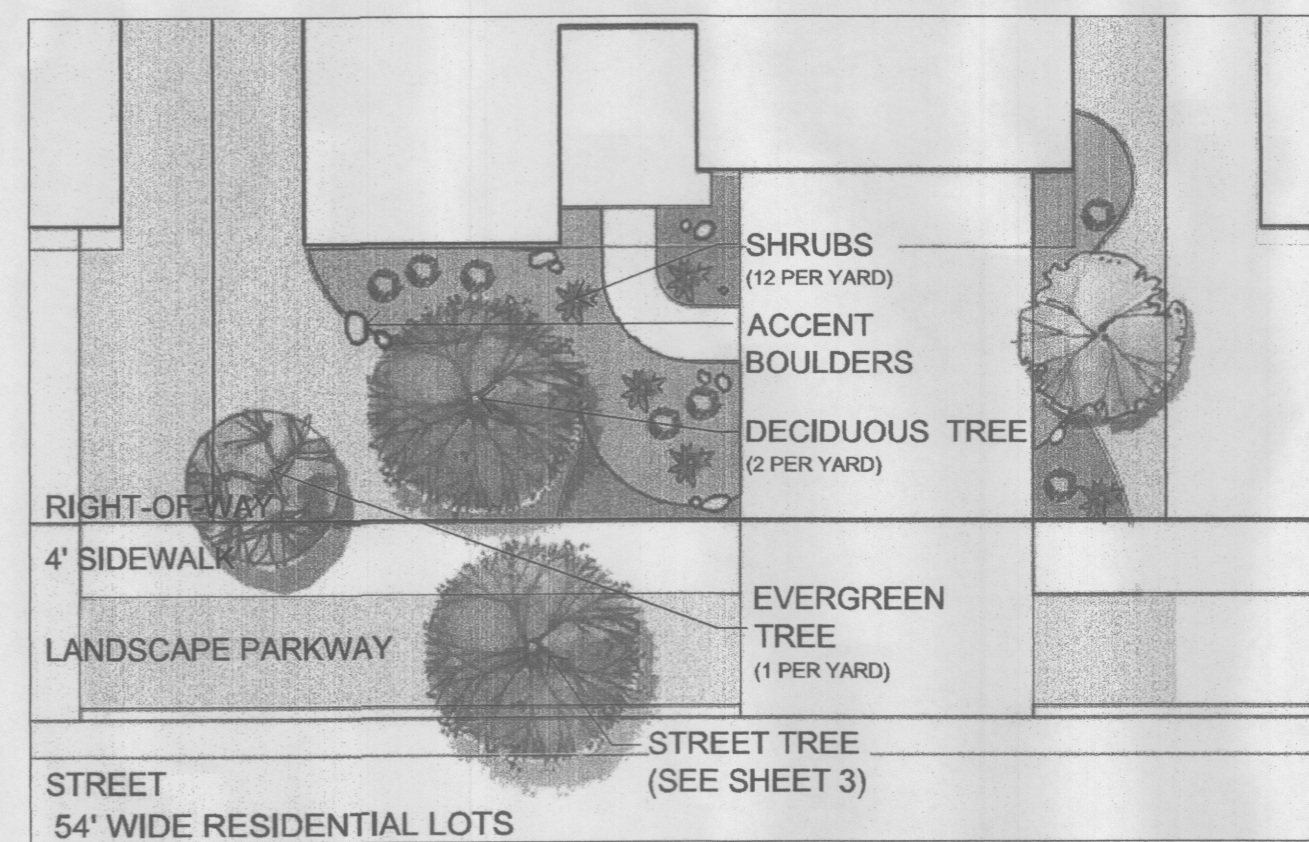 SHRUBS
(12 PER YARD)
ACCENT
BOULDERS
DECIDUOUS TREE
(2 PER YARD)
RIGHT-OF-WAY
4' SIDEWALK
EVERGREEN
TREE
(1 PER YARD)
LANDSCAPE PARKWAY
STREET TREE
(SEE SHEET 3)
STREET
54' WIDE RESIDENTIAL LOTS